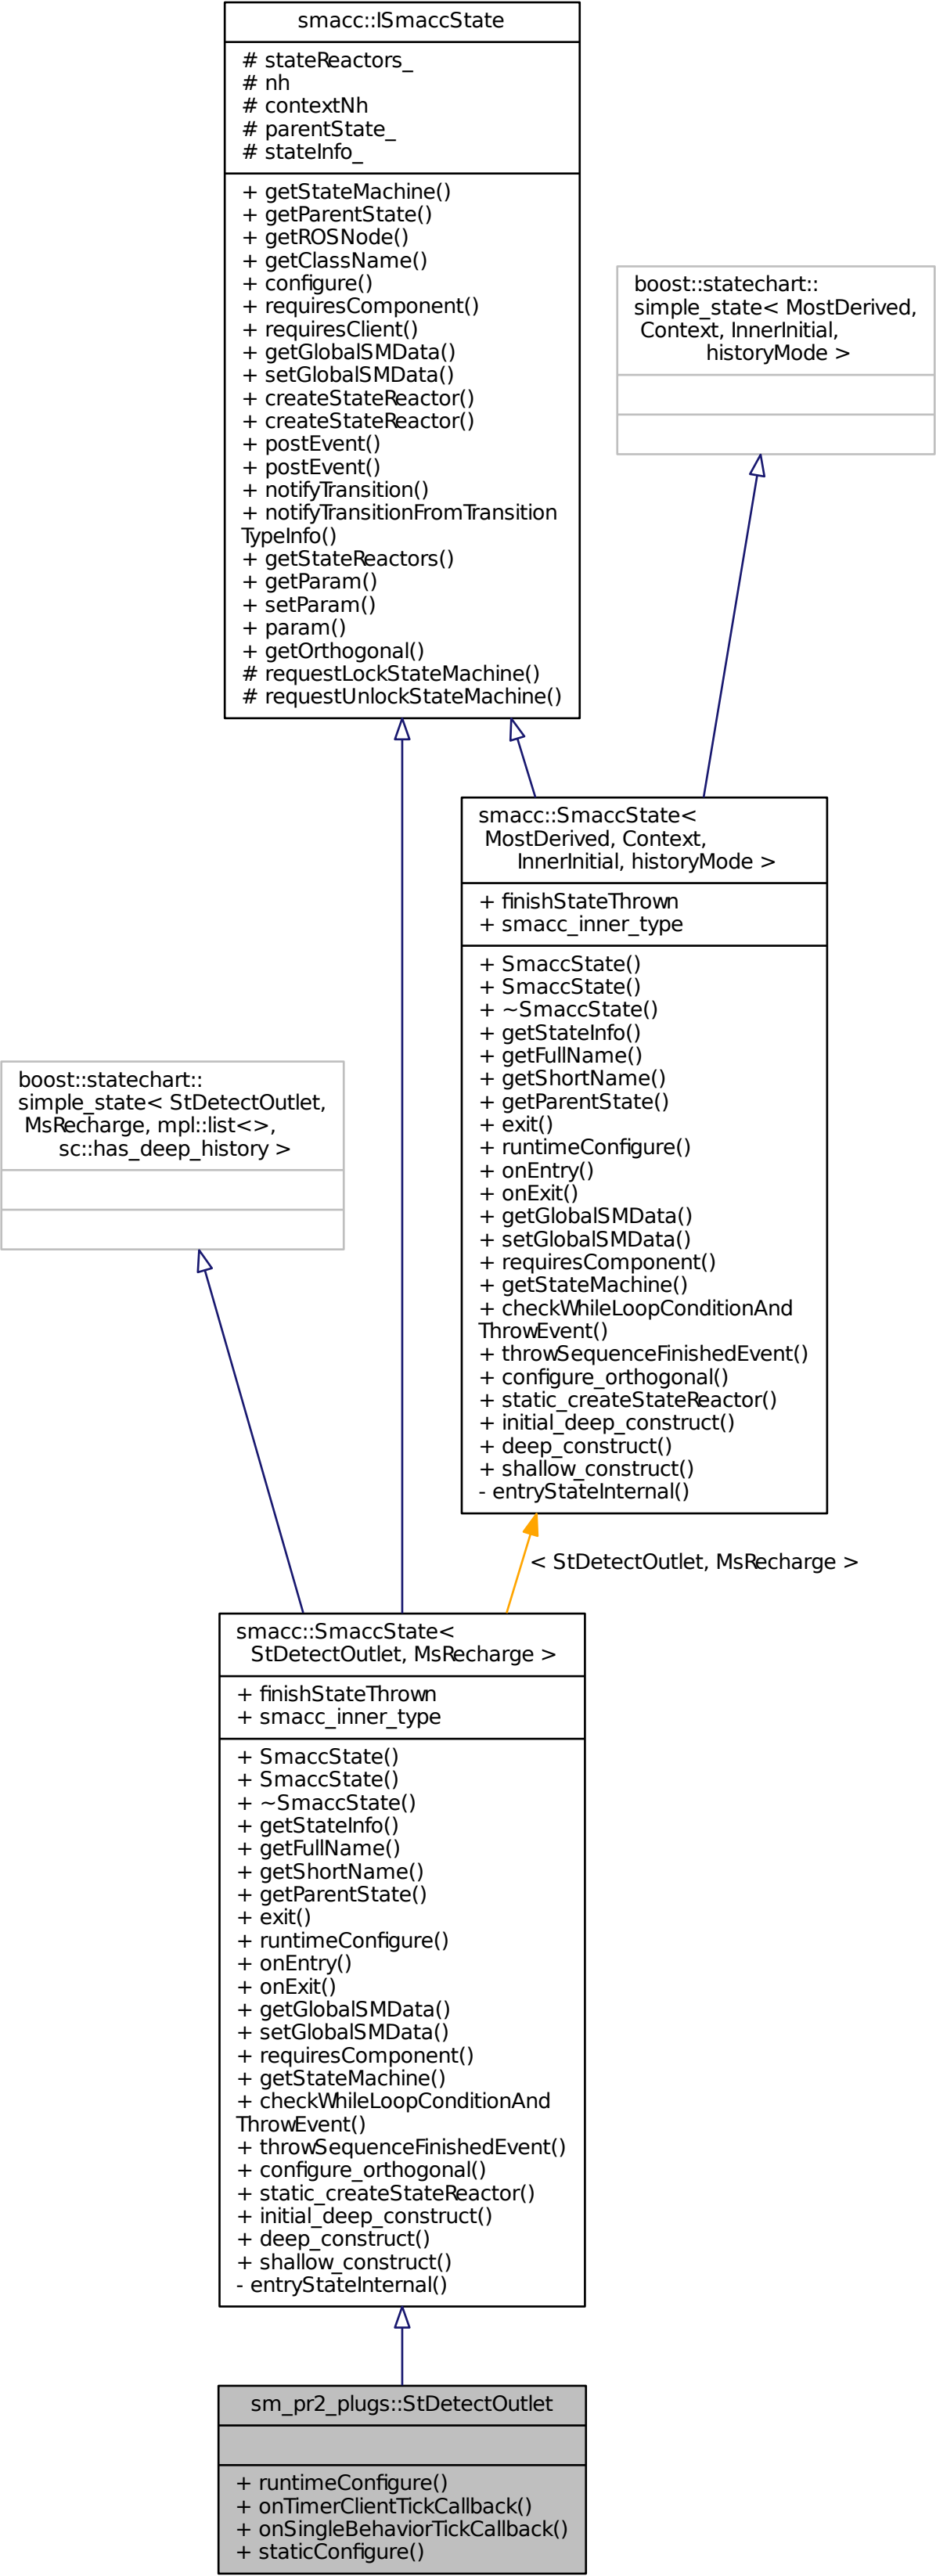 smacc::ISmaccState
# stateReactors_
# nh
# contextNh
# parentState_
# stateInfo_
+ getStateMachine()
+ getParentState()
+ getROSNode()
+ getClassName()
+ configure()
+ requiresComponent()
+ requiresClient()
+ getGlobalSMData()
+ setGlobalSMData()
+ createStateReactor()
+ createStateReactor()
+ postEvent()
+ postEvent()
+ notifyTransition()
+ notifyTransitionFromTransition
TypeInfo()
+ getStateReactors()
+ getParam()
+ setParam()
+ param()
+ getOrthogonal()
# requestLockStateMachine()
# requestUnlockStateMachine()
boost::statechart::
simple_state< MostDerived,
Context, InnerInitial,
historyMode >
smacc::SmaccState<
MostDerived, Context,
InnerInitial, historyMode >
+ finishStateThrown
+ smacc_inner_type
+ SmaccState()
+ SmaccState()
+ ~SmaccState()
+ getStateInfo()
+ getFullName()
+ getShortName()
+ getParentState()
+ exit()
+ runtimeConfigure()
+ onEntry()
+ onExit()
+ getGlobalSMData()
+ setGlobalSMData()
+ requiresComponent()
+ getStateMachine()
+ checkWhileLoopConditionAnd
ThrowEvent()
+ throwSequenceFinishedEvent()
+ configure_orthogonal()
+ static_createStateReactor()
+ initial_deep_construct()
+ deep_construct()
+ shallow_construct()
- entryStateInternal()
boost::statechart::
simple_state< StDetectOutlet,
MsRecharge, mpl::list<>,
sc::has_deep_history >
< StDetectOutlet, MsRecharge >
smacc::SmaccState<
StDetectOutlet, MsRecharge >
+ finishStateThrown
+ smacc_inner_type
+ SmaccState()
+ SmaccState()
+ ~SmaccState()
+ getStateInfo()
+ getFullName()
+ getShortName()
+ getParentState()
+ exit()
+ runtimeConfigure()
+ onEntry()
+ onExit()
+ getGlobalSMData()
+ setGlobalSMData()
+ requiresComponent()
+ getStateMachine()
+ checkWhileLoopConditionAnd
ThrowEvent()
+ throwSequenceFinishedEvent()
+ configure_orthogonal()
+ static_createStateReactor()
+ initial_deep_construct()
+ deep_construct()
+ shallow_construct()
- entryStateInternal()
sm_pr2_plugs::StDetectOutlet
+ runtimeConfigure()
+ onTimerClientTickCallback()
+ onSingleBehaviorTickCallback()
+ staticConfigure()